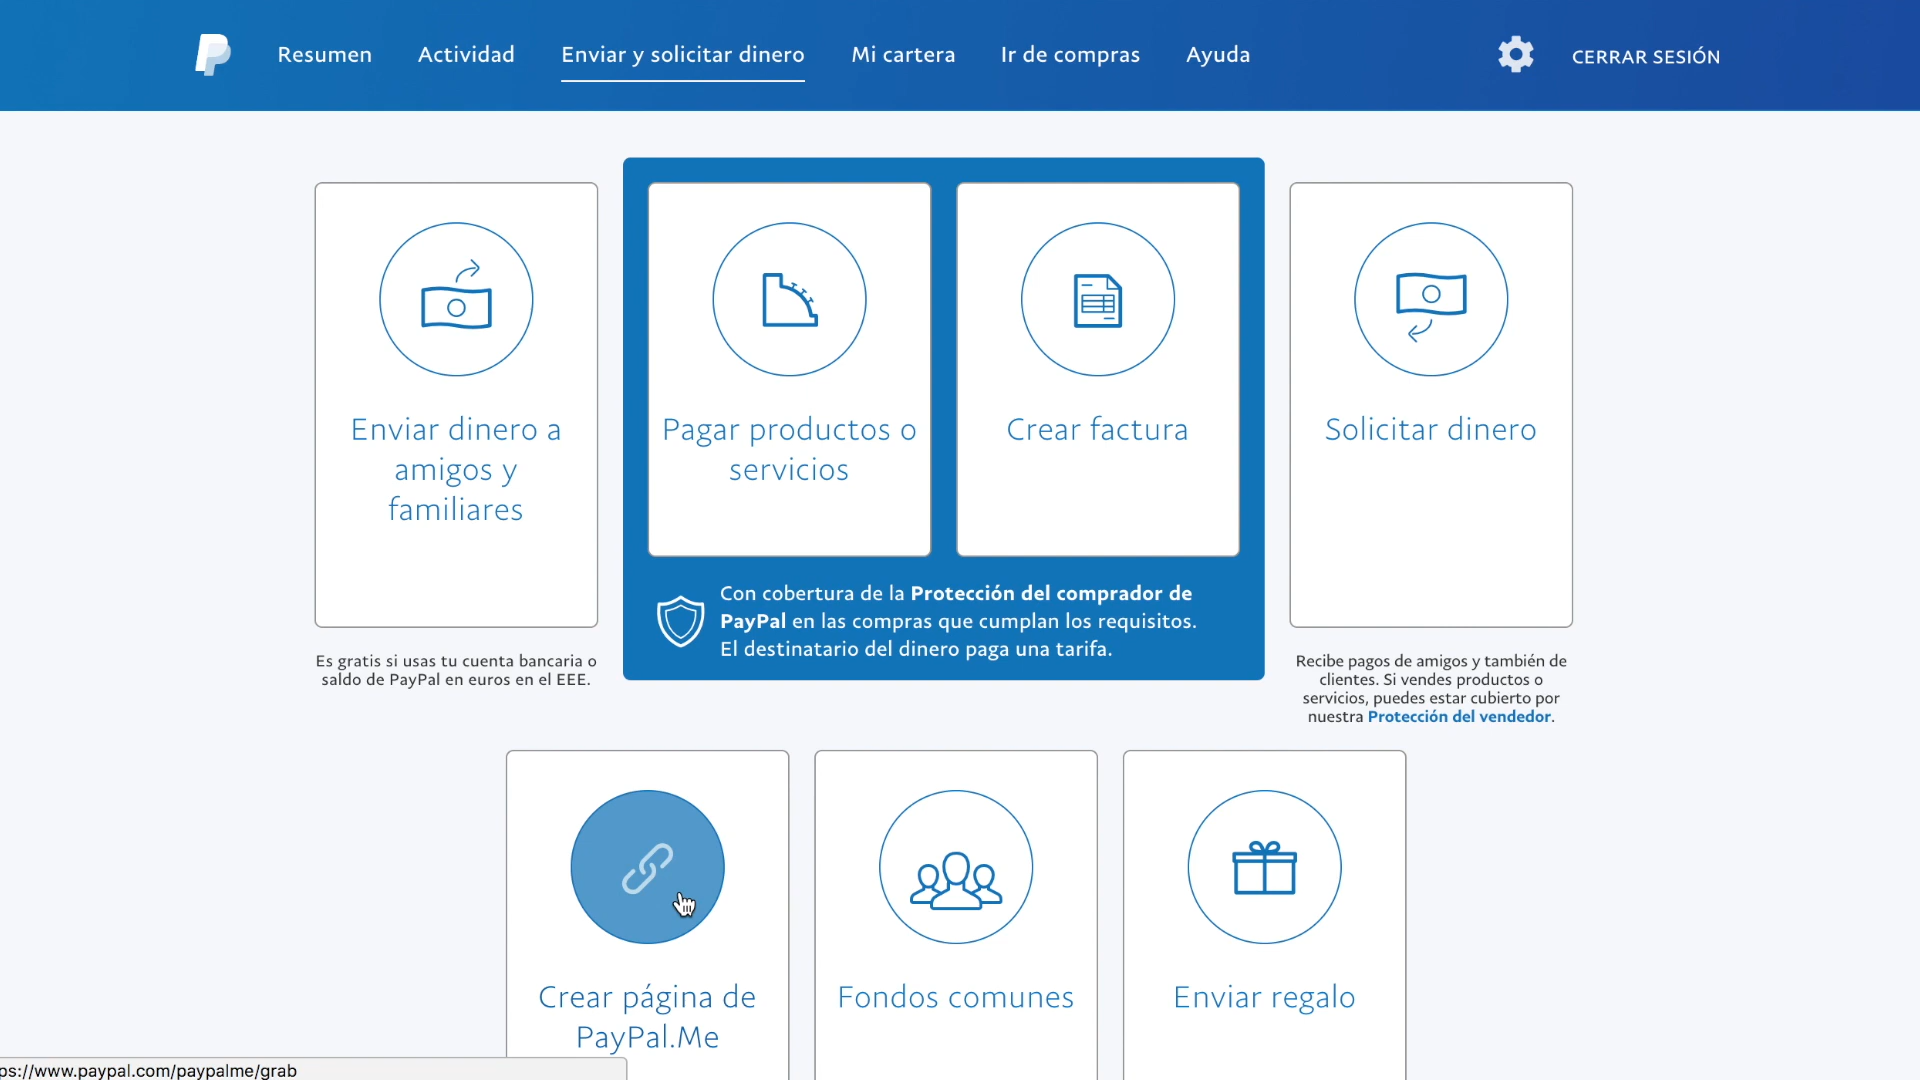 Resumen
Actividad
Enviar y solicitar dinero
Mi cartera
Ir de compras
Ayuda
CERRAR SESIÓN
Enviar dinero a
amigos y
familiares
Es gratis si usas tu cuenta bancaria o
saldo de PayPal en euros en el EEE.
Pagar productos o
servicios
Crear factura
Con cobertura de la Protección del comprador de
PayPal en las compras que cumplan los requisitos.
El destinatario del dinero paga una tarifa.
Solicitar dinero
Recibe pagos de amigos y también de
clientes. Si vendes productos o
servicios, puedes estar cubierto por
nuestra Protección del vendedor.
Crear página de
PayPal.Me
Fondos comunes
Enviar regalo
ps://www.paypal.com/paypalme/grab